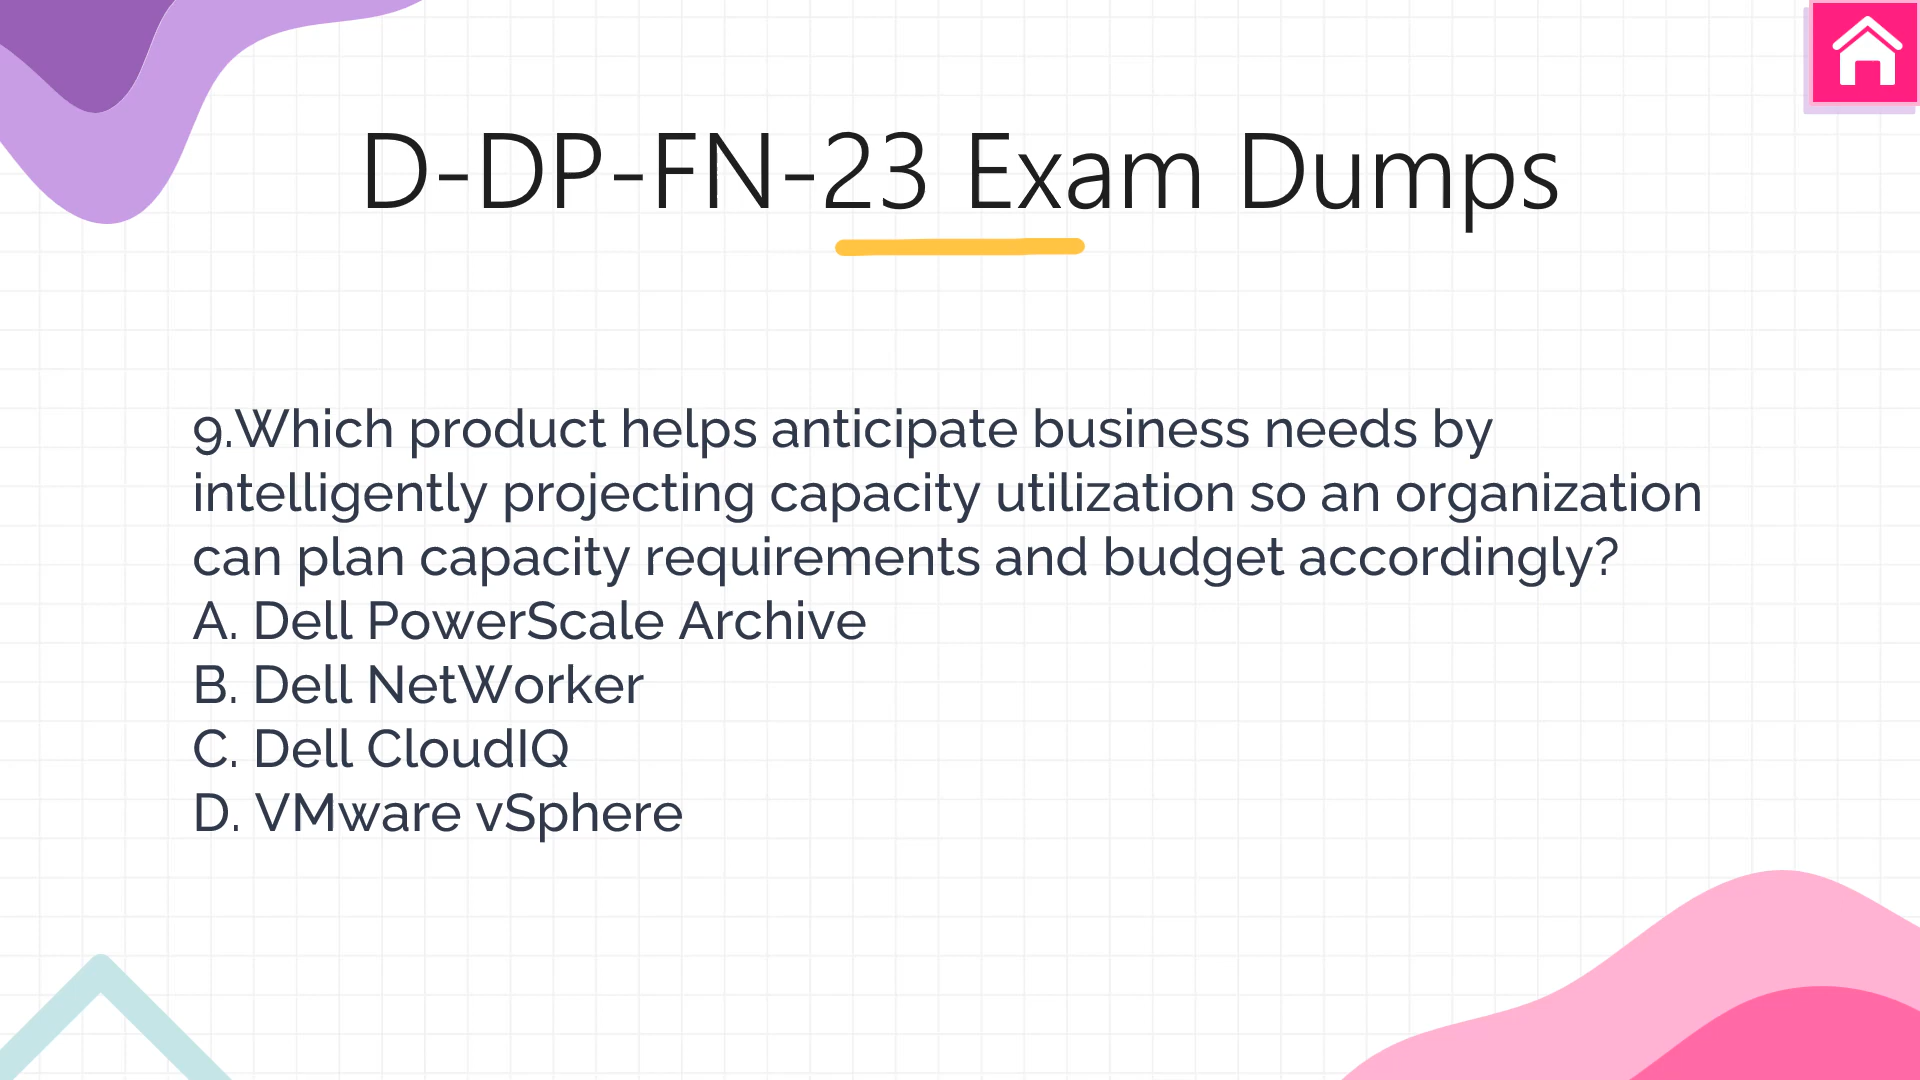 D-DP-FN-23 Exam Dumps
9.Which product helps anticipate business needs by
intelligently projecting capacity utilization so an organization
can plan capacity requirements and budget accordingly?
A. Dell PowerScale Archive
B. Dell NetWorker
C. Dell CloudIQ
D. VMware vSphere